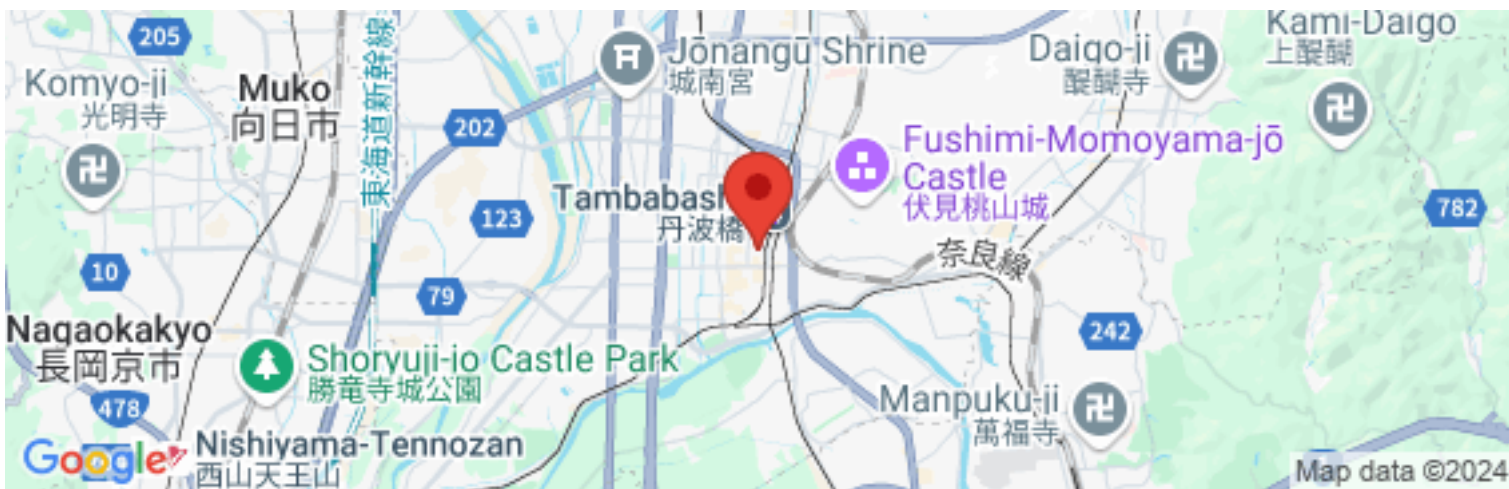 205
Komyo-ji
光明寺
Muko
向日市
東海道新幹線
202
Jōnangū Shrine
城南宮
Daigo-ji
醍醐寺
Kami-Daigo
上醍醐
Fushimi-Momoyama-jō
Castle
伏見桃山城
Tambabash
丹波橋
123
782
10
79
奈良線
242
Nagaokakyo
長岡京市
Shoryuji-jo Castle Park
勝竜寺城公園
478
Manpuku-ji
萬福寺
Google
Nishiyama-Tennozan
西山天王山
Map data ©2024